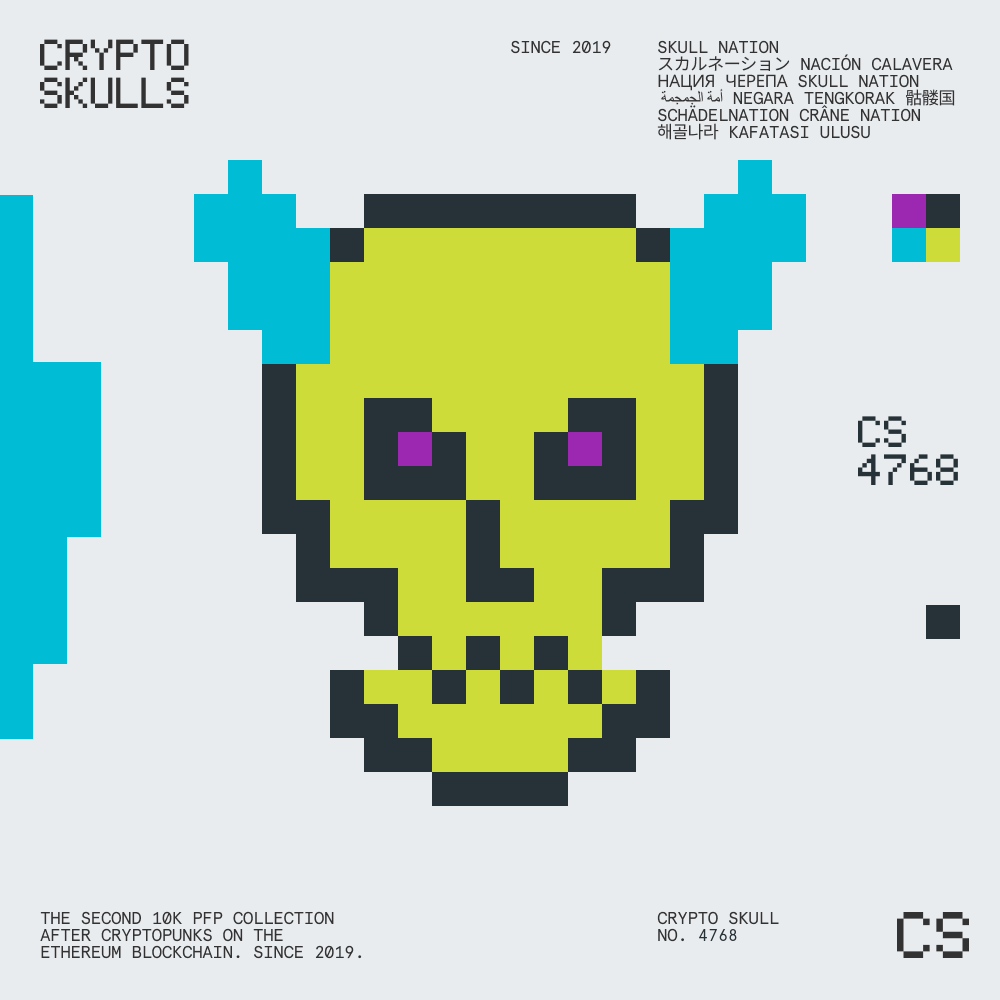 CRYPTO
SKULLS
SINCE 2019
SKULL NATION
スカルネーション NACIÓN CALAVERA
НАЦИЯ ЧЕРЕПА SKULL NATION
أمة الجمجمة NEGARA TENGKORAK 骷髅国
SCHÄDELNATION CRÂNE NATION
해골나라 KAFATASI ULUSU
CS
4768
THE SECOND 10K PFP COLLECTION
AFTER CRYPTOPUNKS ON THE
ETHEREUM BLOCKCHAIN. SINCE 2019.
CRYPTO SKULL
NO. 4768
CS